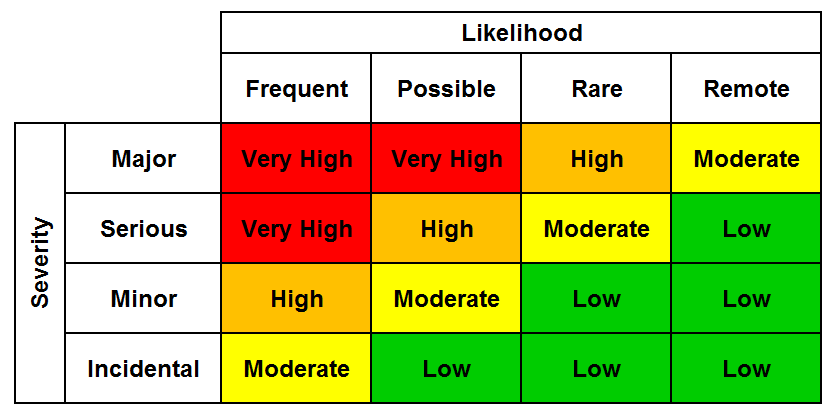 Likelihood
Frequent Possible Rare Remote
Severity
Major Very High Very High High Moderate
Serious Very High High Moderate Low
Minor High Moderate Low Low
Incidental Moderate Low Low Low